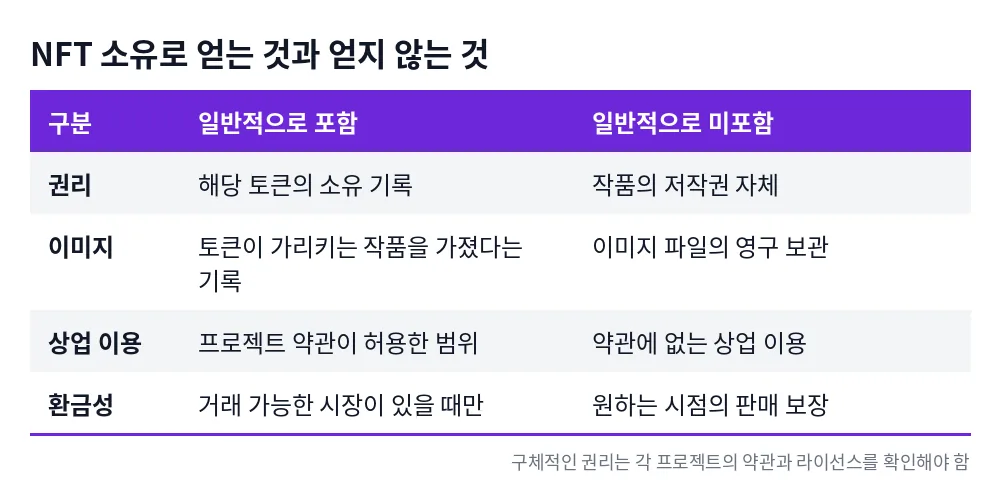 NFT 소유로 얻는 것과 얻지 않는 것
구분 일반적으로 포함 일반적으로 미포함
권리 해당 토큰의 소유 기록 작품의 저작권 자체
이미지 토큰이 가리키는 작품을 가졌다는 이미지 파일의 영구 보관
기록
상업 이용 프로젝트 약관이 허용한 범위 약관에 없는 상업 이용
환금성 거래 가능한 시장이 있을 때만 원하는 시점의 판매 보장
구체적인 권리는 각 프로젝트의 약관과 라이선스를 확인해야 함